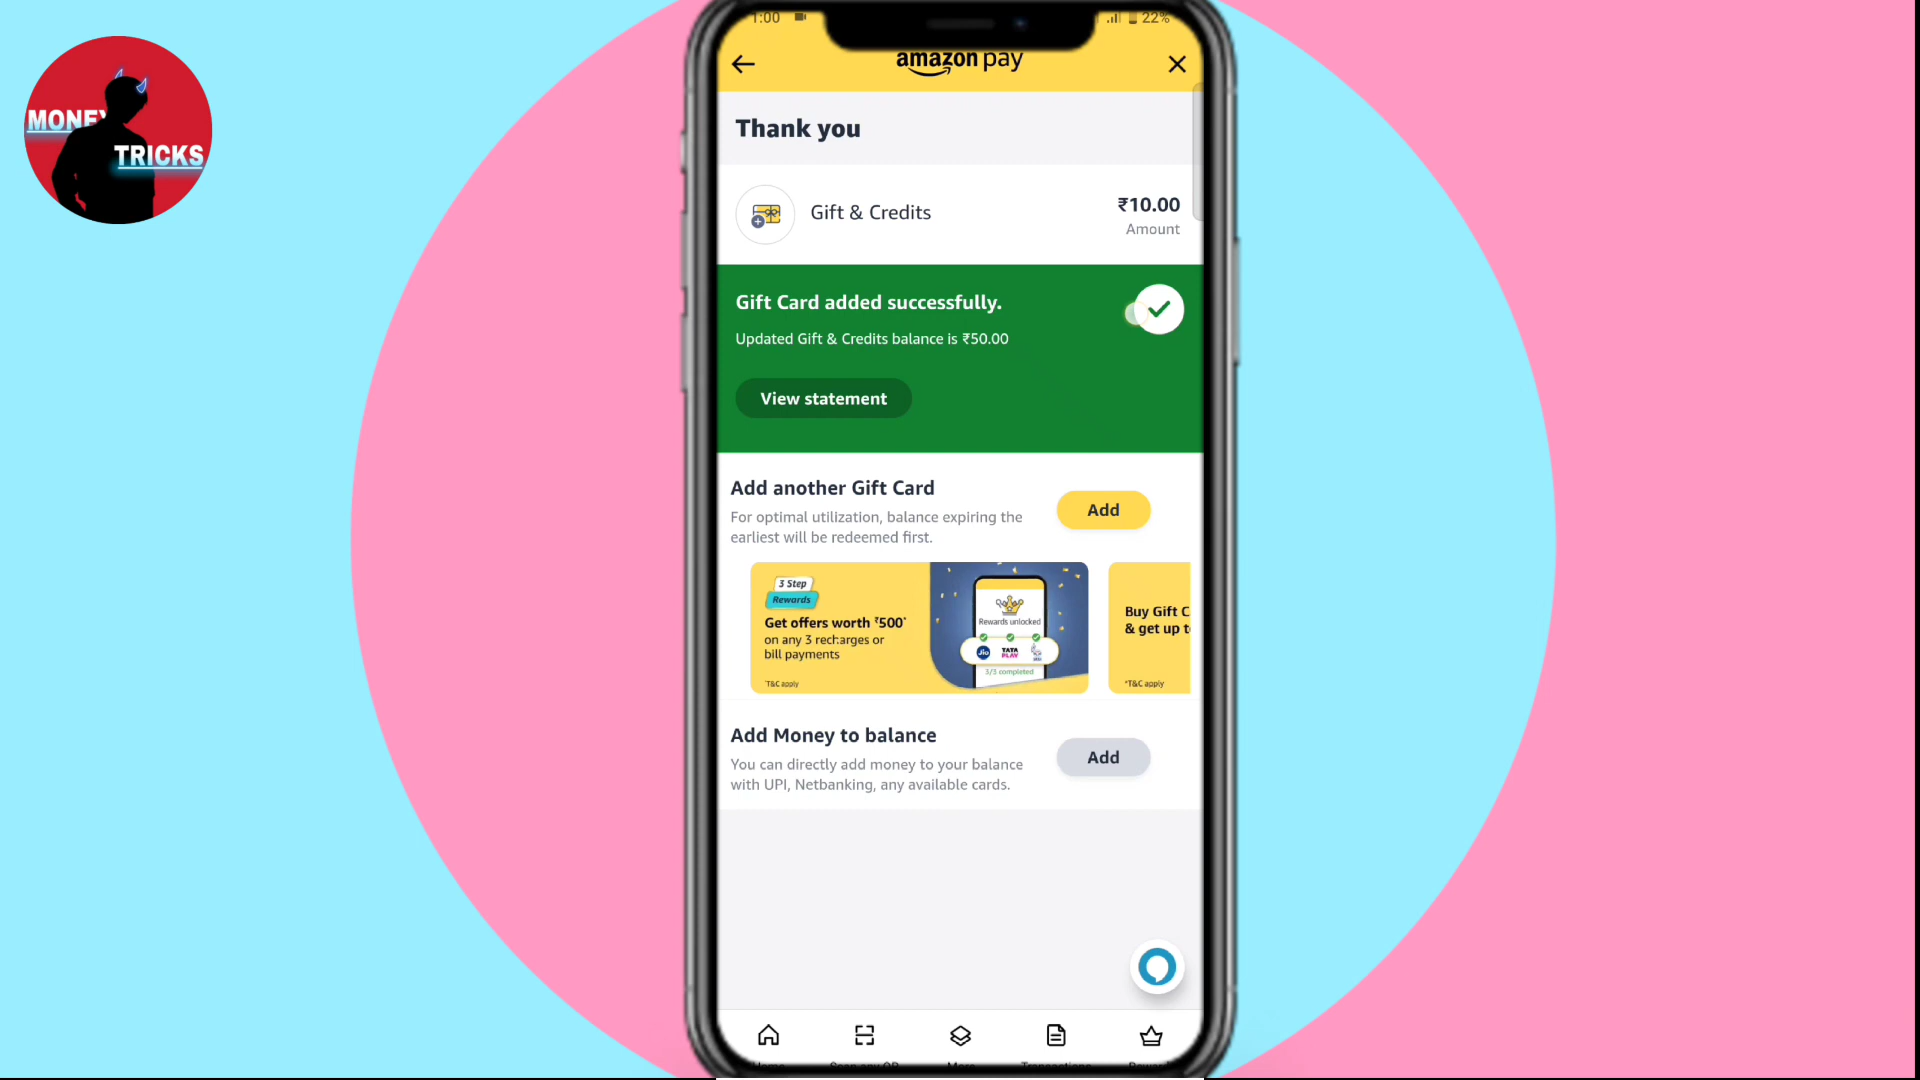 MONEY
TRICKS
1:00
22%
amazon pay
Thank you
Gift & Credits
₹10.00
Amount
Gift Card added successfully.
Updated Gift & Credits balance is ₹50.00
View statement
Add another Gift Card
For optimal utilization, balance expiring the
earliest will be redeemed first.
Add
3 Step
Rewards
Get offers worth ₹500*
on any 3 recharges or
bill payments
*T&C apply
Rewards unlocked
Jio
TATA
PLAY
3/3 completed
Buy Gift C
& get up t
*T&C apply
Add Money to balance
You can directly add money to your balance
with UPI, Netbanking, any available cards.
Add